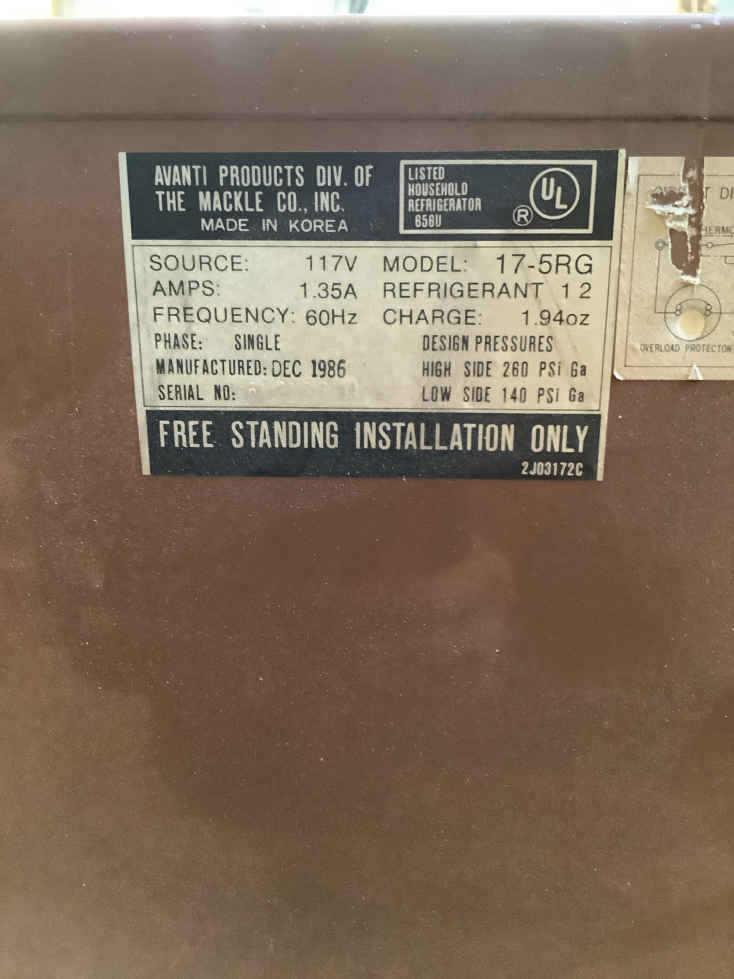 AVANTI PRODUCTS DIV. OF
THE MACKLE CO., INC.
MADE IN KOREA
LISTED
HOUSEHOLD
REFRIGERATOR
656U
UL
®
SOURCE: 117V
AMPS: 1.35A
FREQUENCY: 60Hz
PHASE: SINGLE
MANUFACTURED: DEC 1986
SERIAL NO:
MODEL: 17-5RG
REFRIGERANT 12
CHARGE: 1.94oz
DESIGN PRESSURES
HIGH SIDE 260 PSi Ga
LOW SIDE 140 PSi Ga
FREE STANDING INSTALLATION ONLY
2J03172C
DI
HERMO
OVERLOAD PROTECTOR